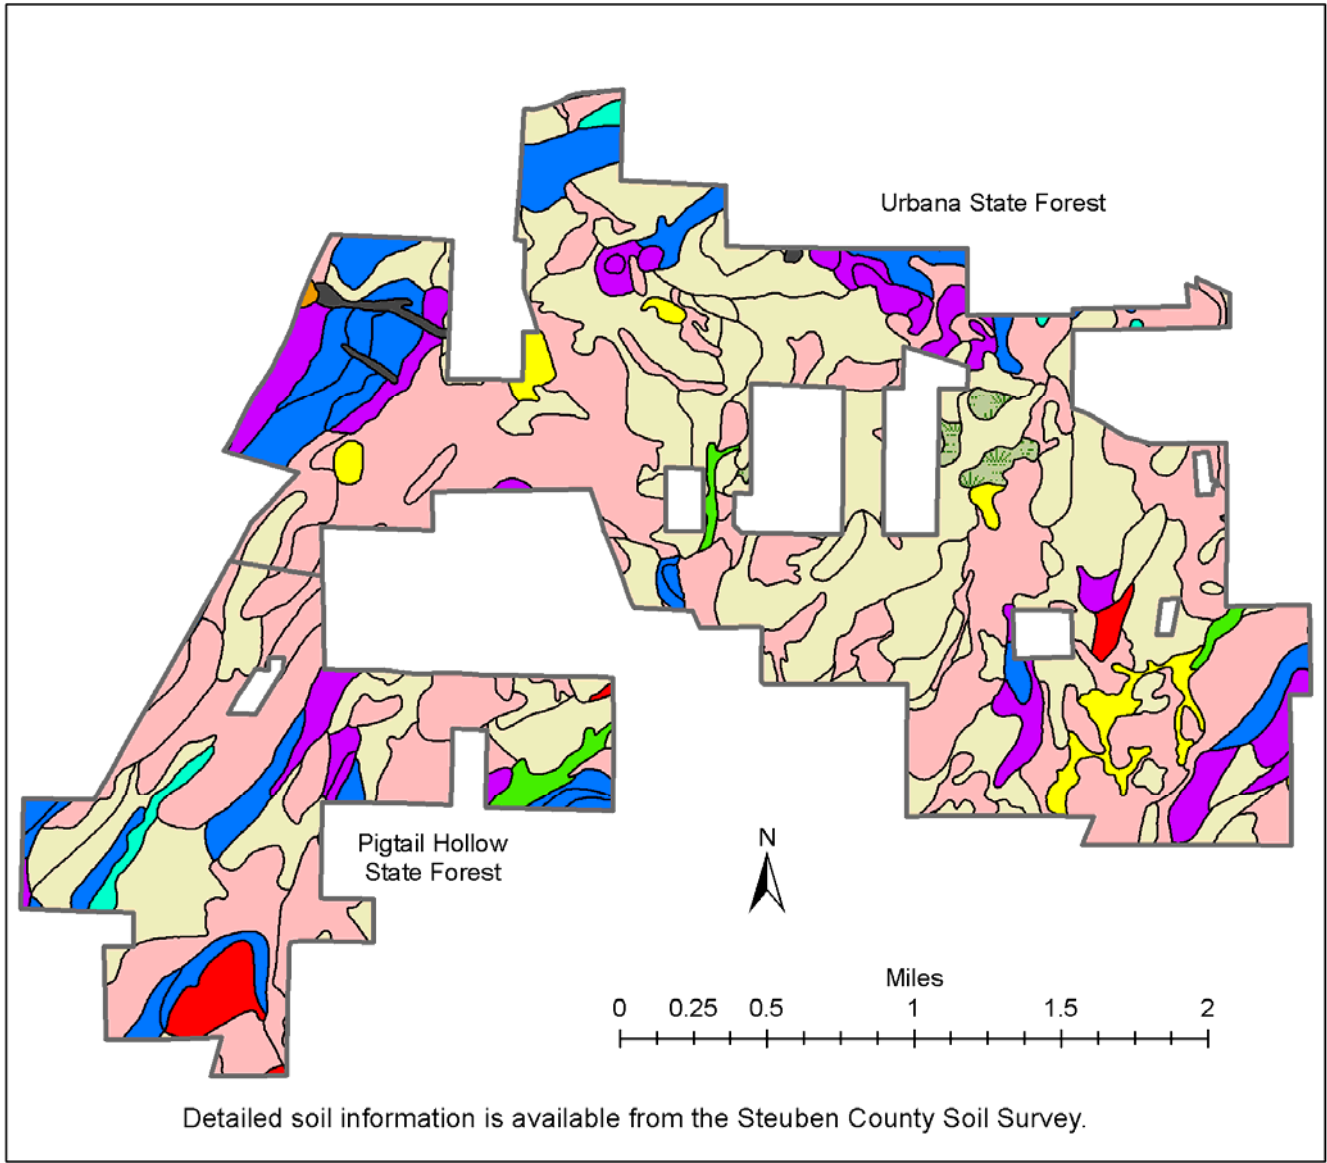 Urbana State Forest
Pigtail Hollow
State Forest
N
Miles
0 0.25 0.5 1 1.5 2
Detailed soil information is available from the Steuben County Soil Survey.